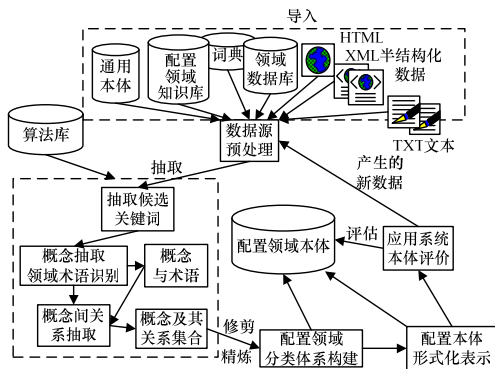 导入
通用
本体
配置
领域
知识库
词典
领域
数据库
HTML
XML半结构化
数据
TXT文本
算法库
数据源
预处理
抽取
产生的
新数据
抽取候选
关键词
概念抽取
领域术语识别
概念
与术语
概念间关
系抽取
概念及其
关系集合
修剪
精炼
配置领域本体
评估
应用系统
本体评价
配置领域
分类体系构建
配置本体
形式化表示